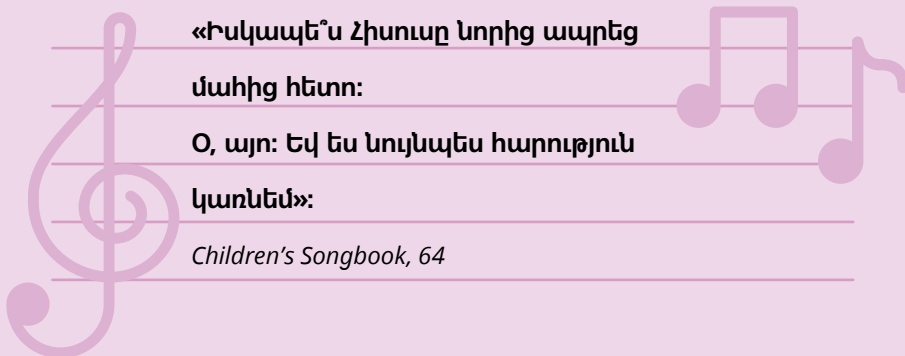 «Իսկապե՞ս Հիսուսը նորից ապրեց
մահից հետո:
Օ, այո: Եվ ես նույնպես հարություն
կառնեմ»:
Children’s Songbook, 64